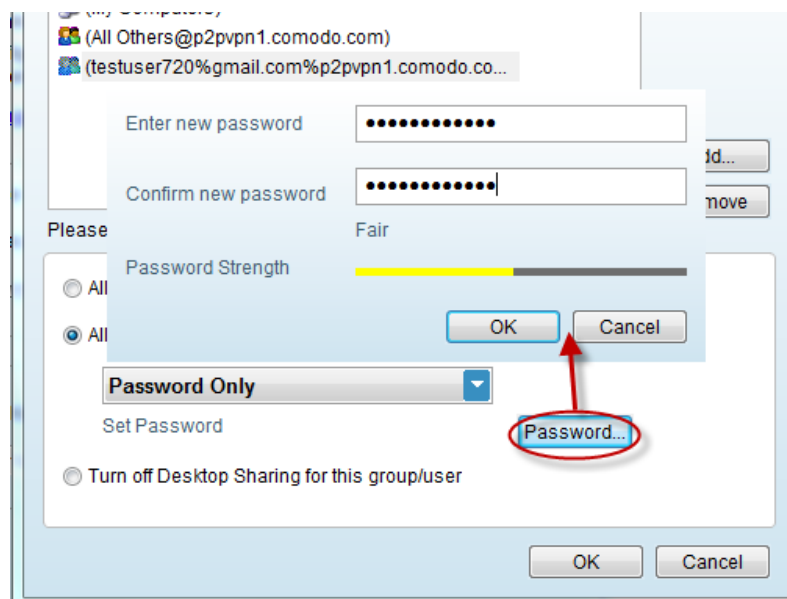 (All Others@p2pvpn1.comodo.com)
(testuser720%gmail.com%p2pvpn1.comodo.co...
Enter new password
Confirm new password
Fair
Password Strength
OK Cancel
Please
All
All
Password Only
Set Password
Password...
Turn off Desktop Sharing for this group/user
OK Cancel